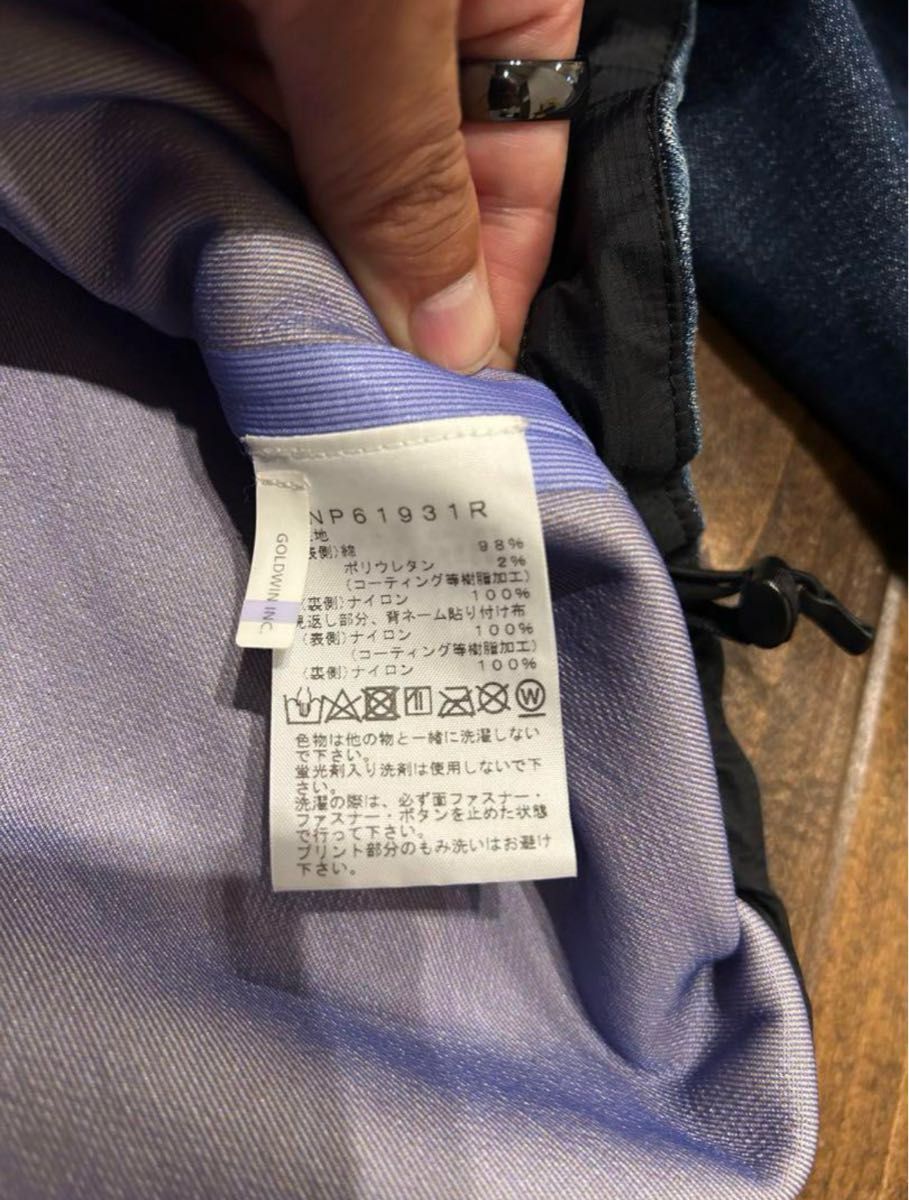 NP61931R
地
表側)綿 98%
ポリウレタン 2%
(コーティング等樹脂加工)
(裏側)ナイロン 100%
見返し部分、背ネーム貼り付け布
(表側)ナイロン 100%
(コーティング等樹脂加工)
(裏側)ナイロン 100%
W
色物は他の物と一緒に洗濯しない
で下さい。
蛍光剤入り洗剤は使用しないで下
さい。
洗濯の際は、必ず面ファスナー・
ファスナー・ボタンを止めた状態
で行って下さい。
プリント部分のもみ洗いはお避け
下さい。
GOLDWIN INC.